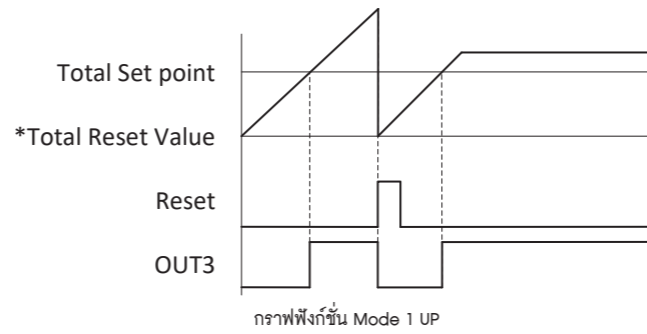 Total Set point
*Total Reset Value
Reset
OUT3
กราฟฟังก์ชั่น Mode 1 UP